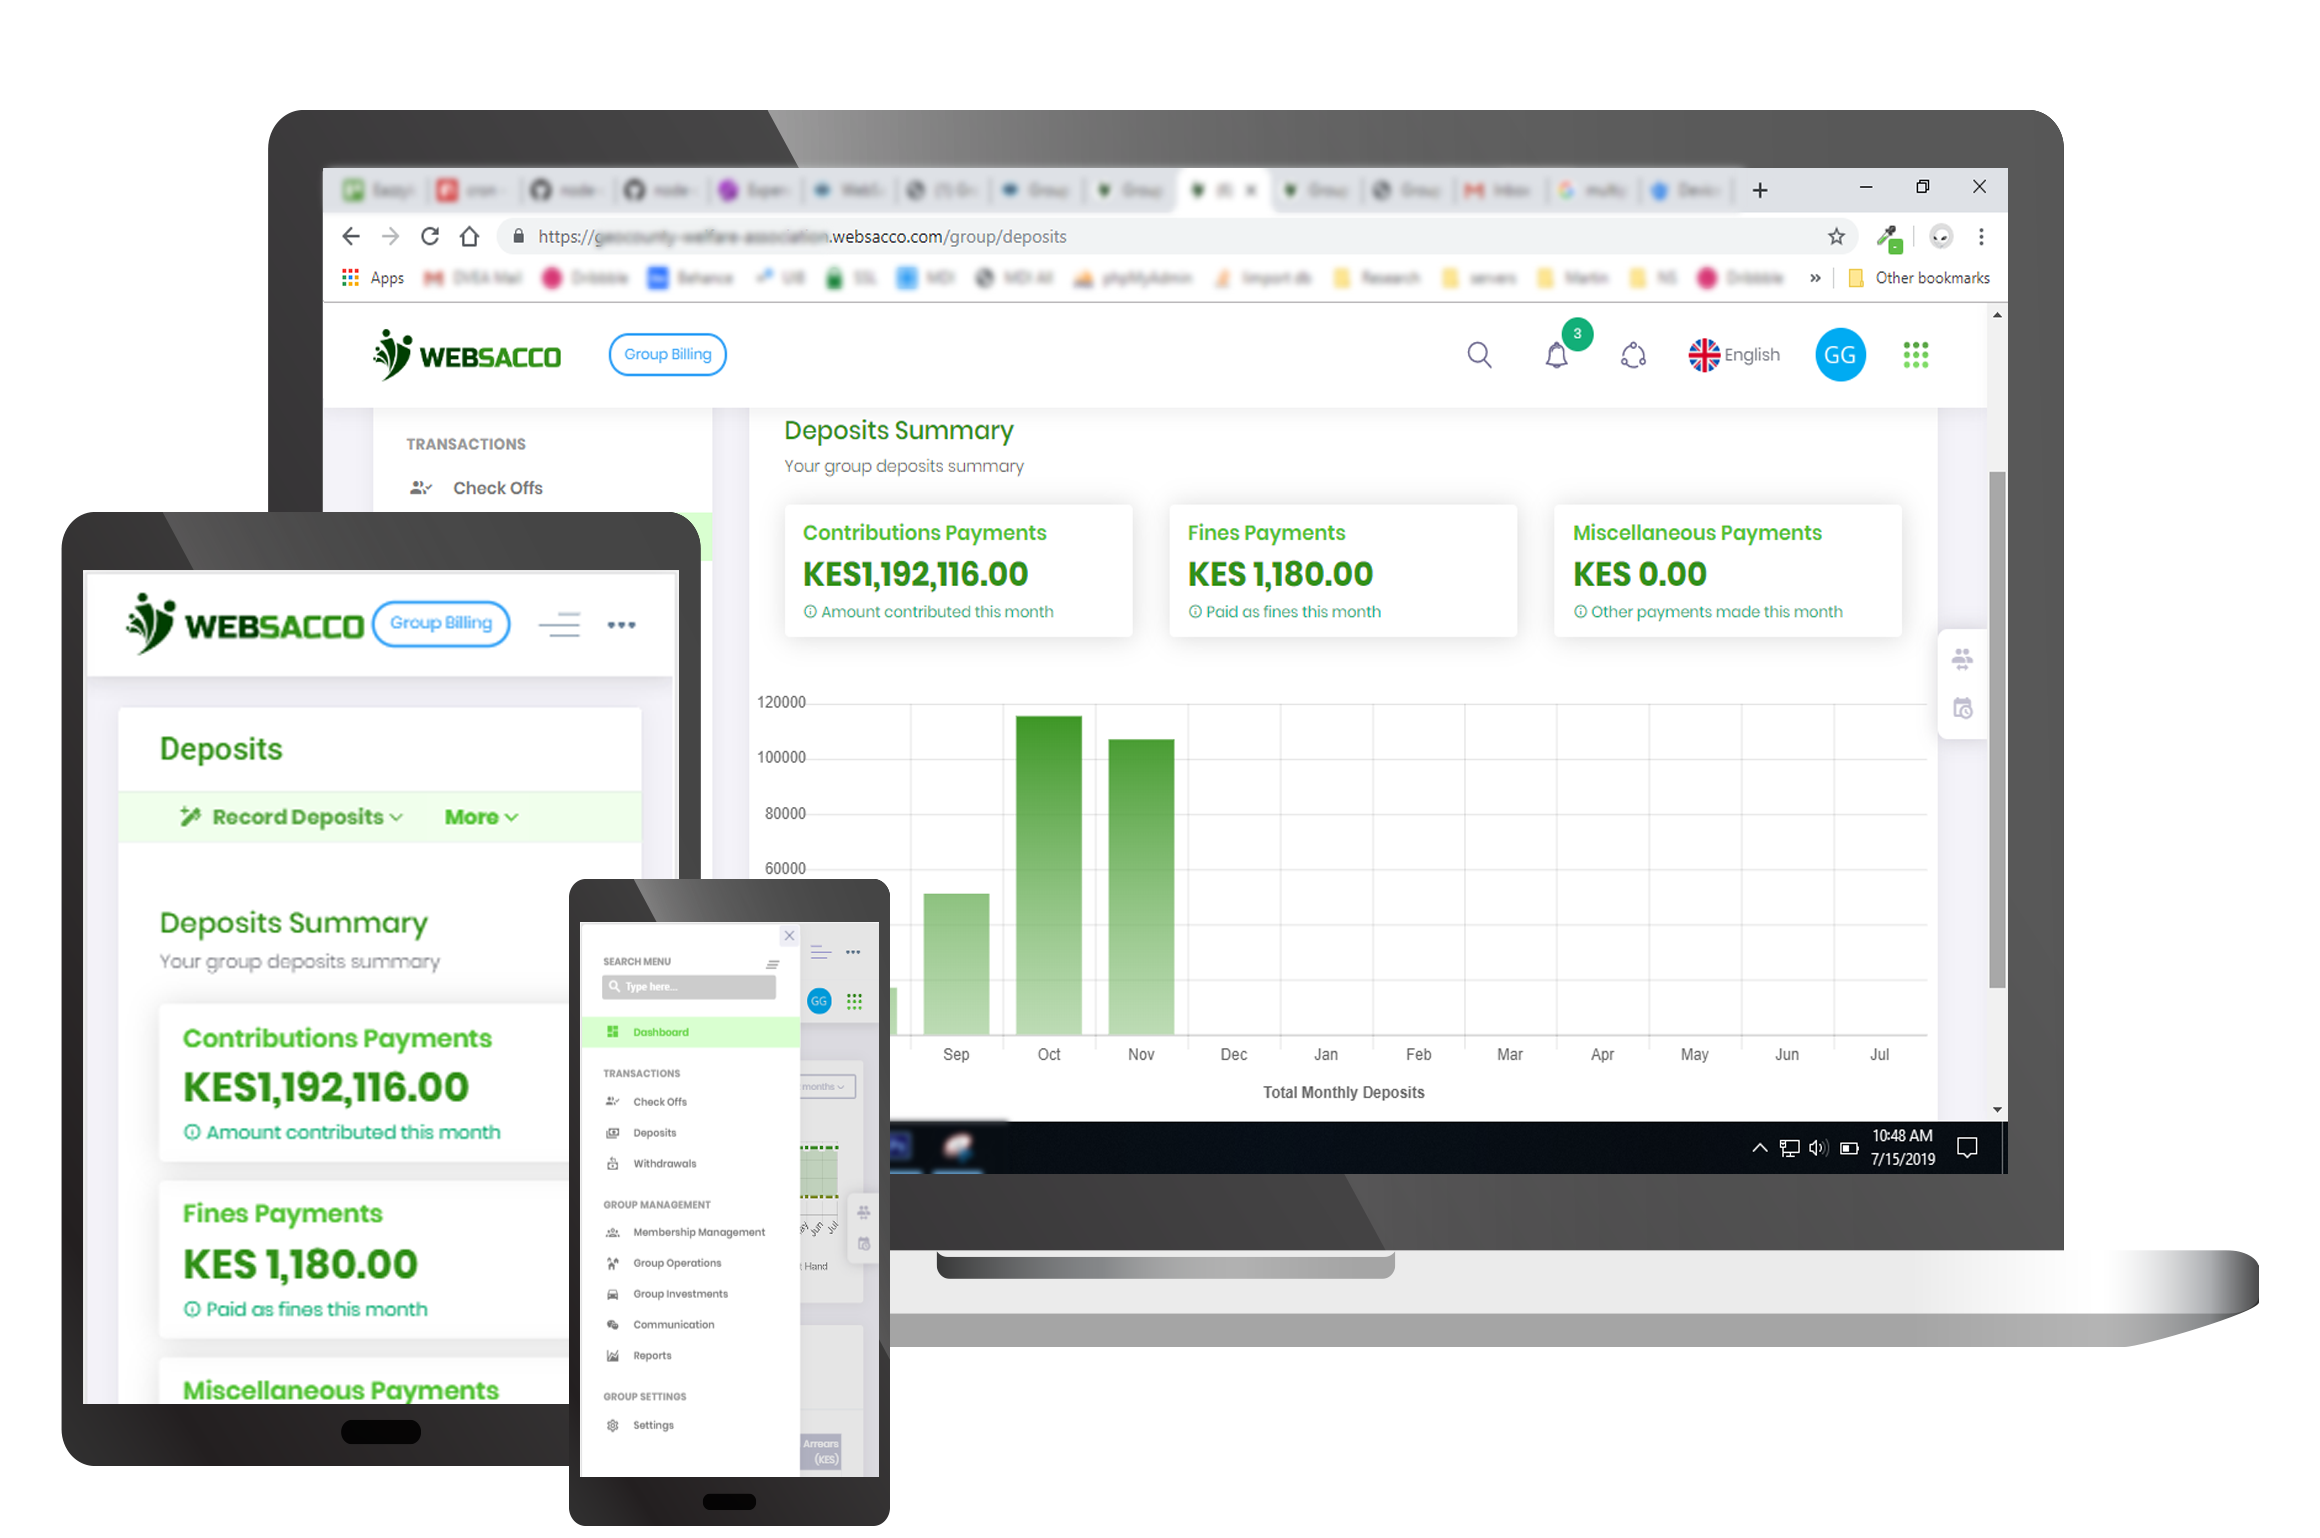 https://
.websacco.com/group/deposits
Apps
Other bookmarks
WEBSACCO
Group Billing
3
English
GG
TRANSACTIONS
Check Offs
Deposits Summary
Your group deposits summary
Contributions Payments
KES1,192,116.00
Amount contributed this month
Fines Payments
KES 1,180.00
Paid as fines this month
Miscellaneous Payments
KES 0.00
Other payments made this month
120000
100000
80000
60000
Sep Oct Nov Dec Jan Feb Mar Apr May Jun Jul
Total Monthly Deposits
10:48 AM
7/15/2019
WEBSACCO
Group Billing
Deposits
Record Deposits
More
Deposits Summary
Your group deposits summary
Contributions Payments
KES1,192,116.00
Amount contributed this month
Fines Payments
KES 1,180.00
Paid as fines this month
Miscellaneous Payments
SEARCH MENU
Type here...
GG
Dashboard
TRANSACTIONS
months
Check Offs
Deposits
Withdrawals
GROUP MANAGEMENT
Membership Management
Jun Jul
Group Operations
Hand
Group Investments
Communication
Reports
GROUP SETTINGS
Settings
Arrears
(KES)